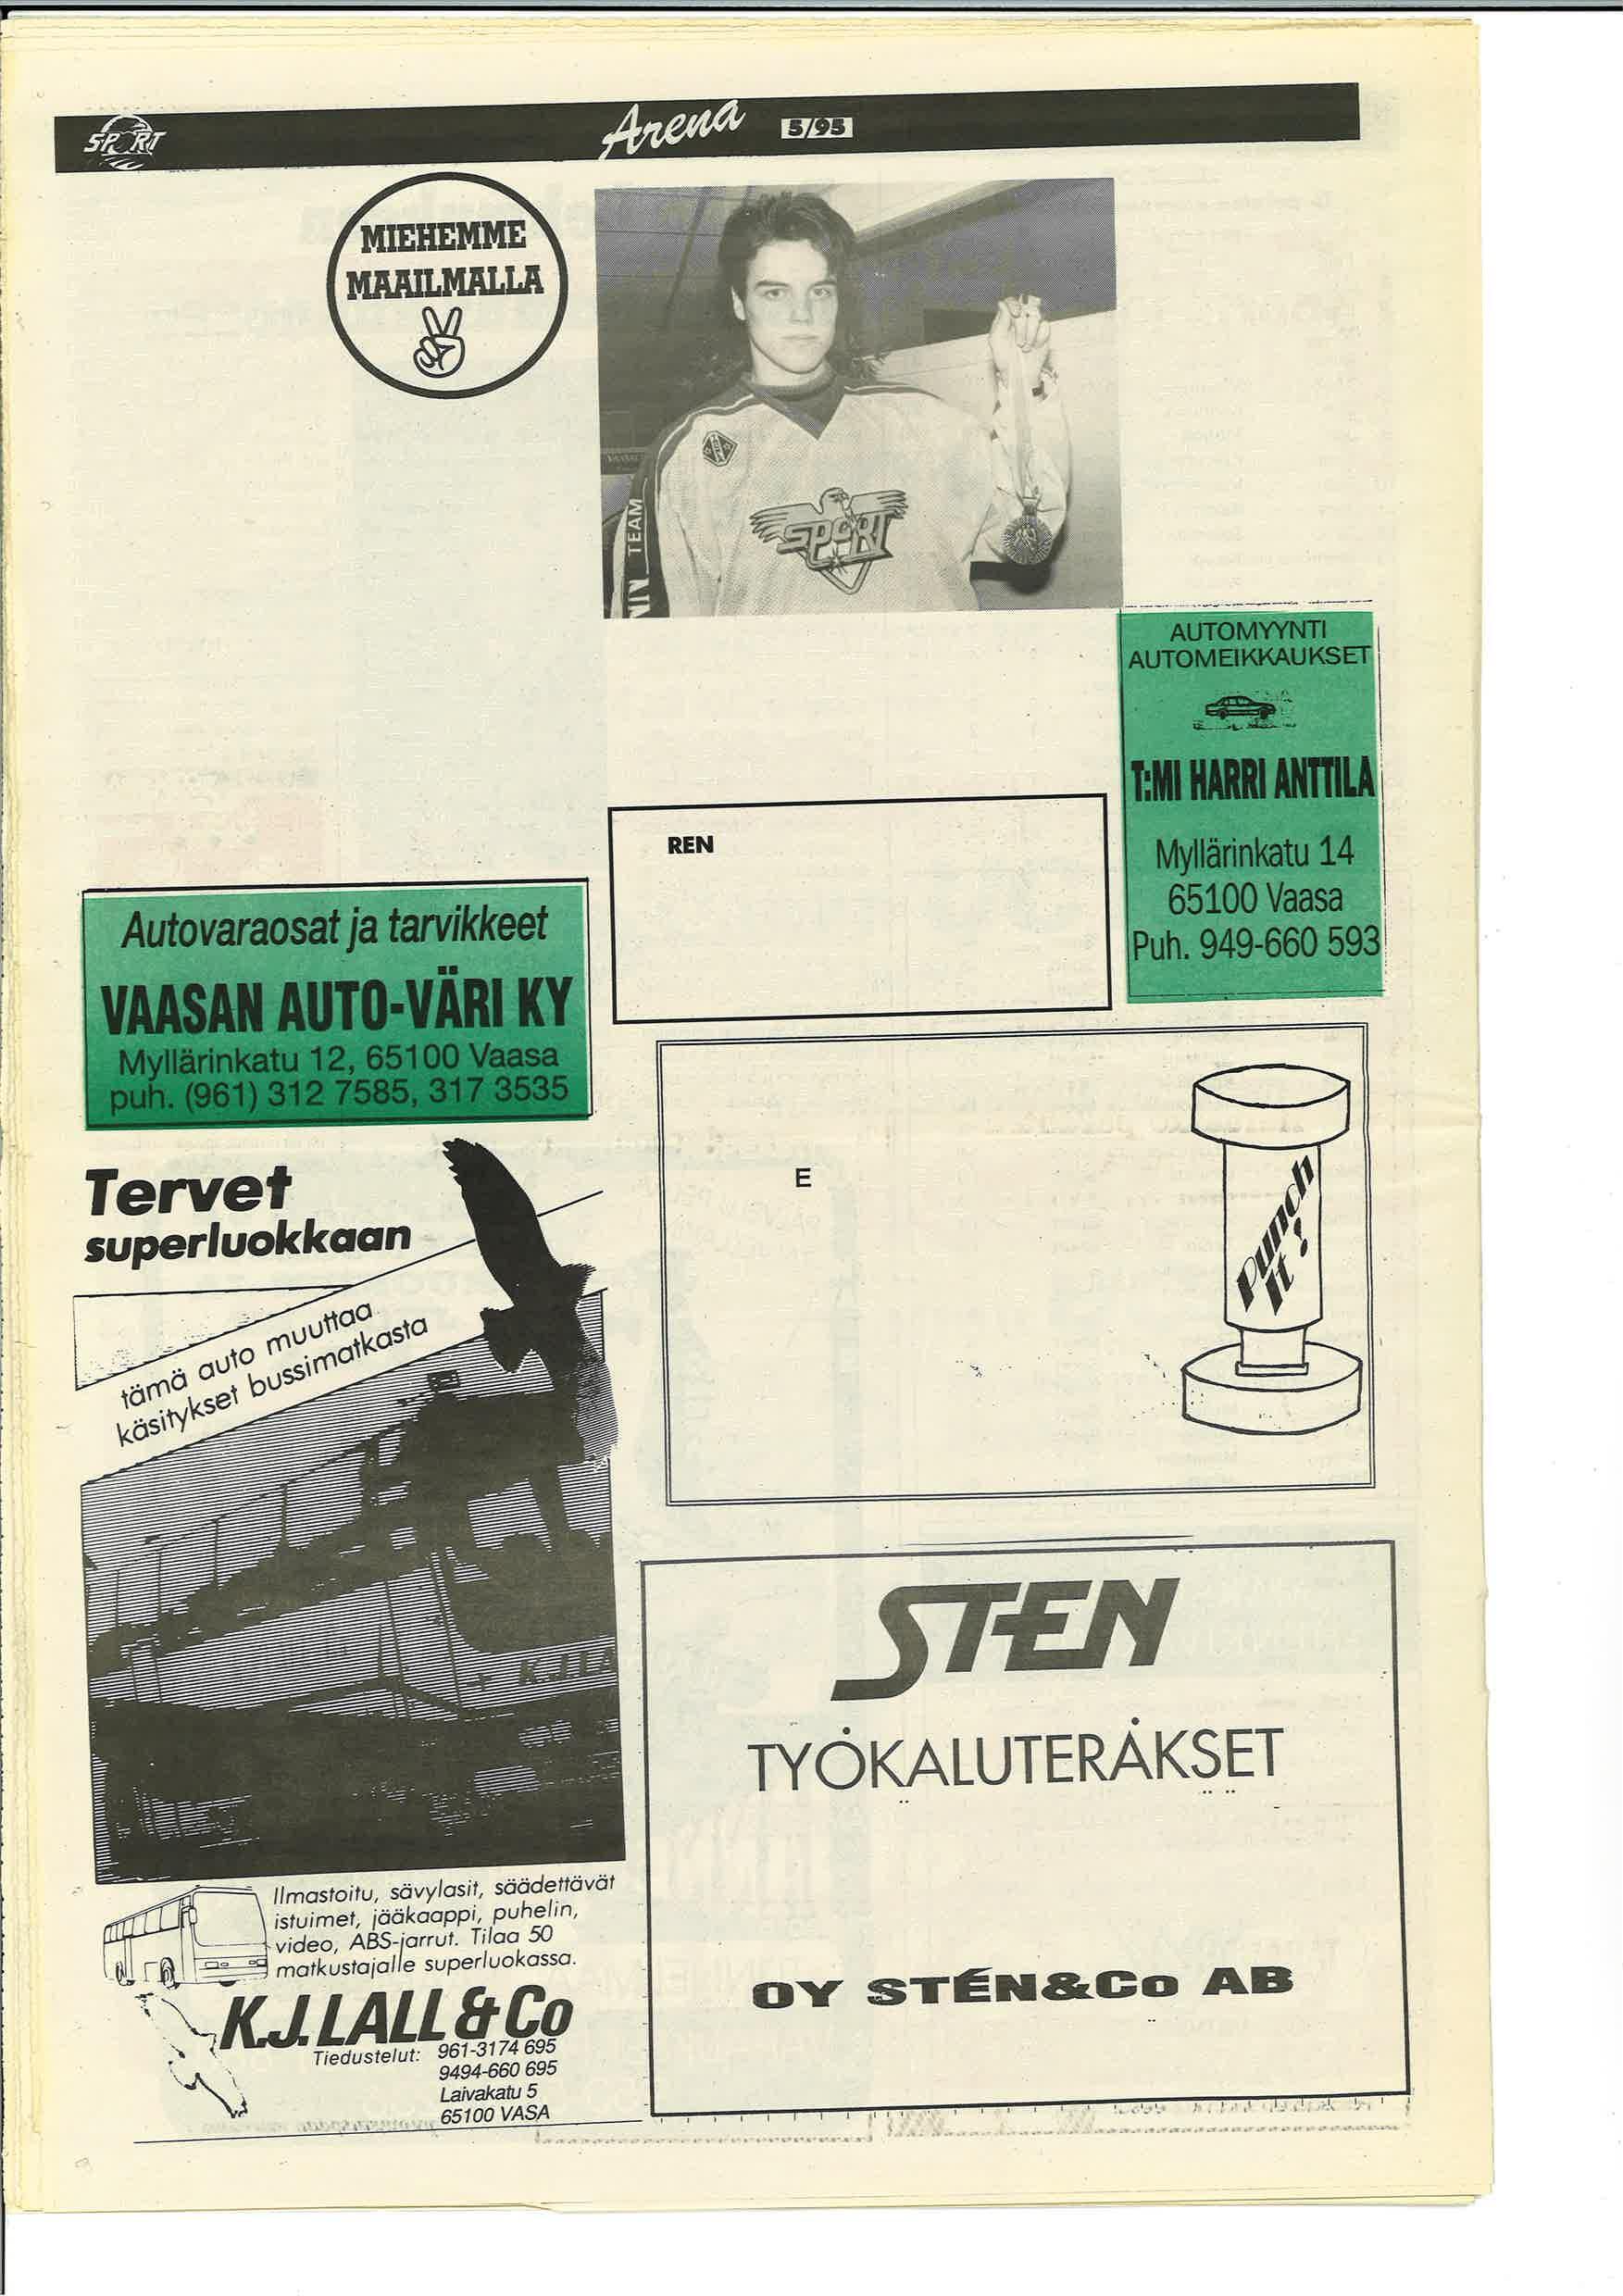 SPORT
Arena 5/95
MIEHEMME
MAAILMALLA
TEAM
SPORT
AUTOMYYNTI
AUTOMEIKKAUKSET
T:MI HARRI ANTTILA
Myllärinkatu 14
65100 Vaasa
Puh. 949-660 593
REN
Autovaraosat ja tarvikkeet
VAASAN AUTO-VÄRI KY
Myllärinkatu 12, 65100 Vaasa
puh. (961) 312 7585, 317 3535
E
Punch
It!
Tervet
superluokkaan
tämä auto muuttaa
käsitykset bussimatkasta
K.J.LA
Ilmastoitu, sävylasit, säädettävät
istuimet, jääkaappi, puhelin,
video, ABS-jarrut. Tilaa 50
matkustajalle superluokassa.
K.J. LALL & Co
Tiedustelut: 961-3174 695
9494-660 695
Laivakatu 5
65100 VASA
STEN
TYÖKALUTERÄKSET
OY STÉN&Co AB